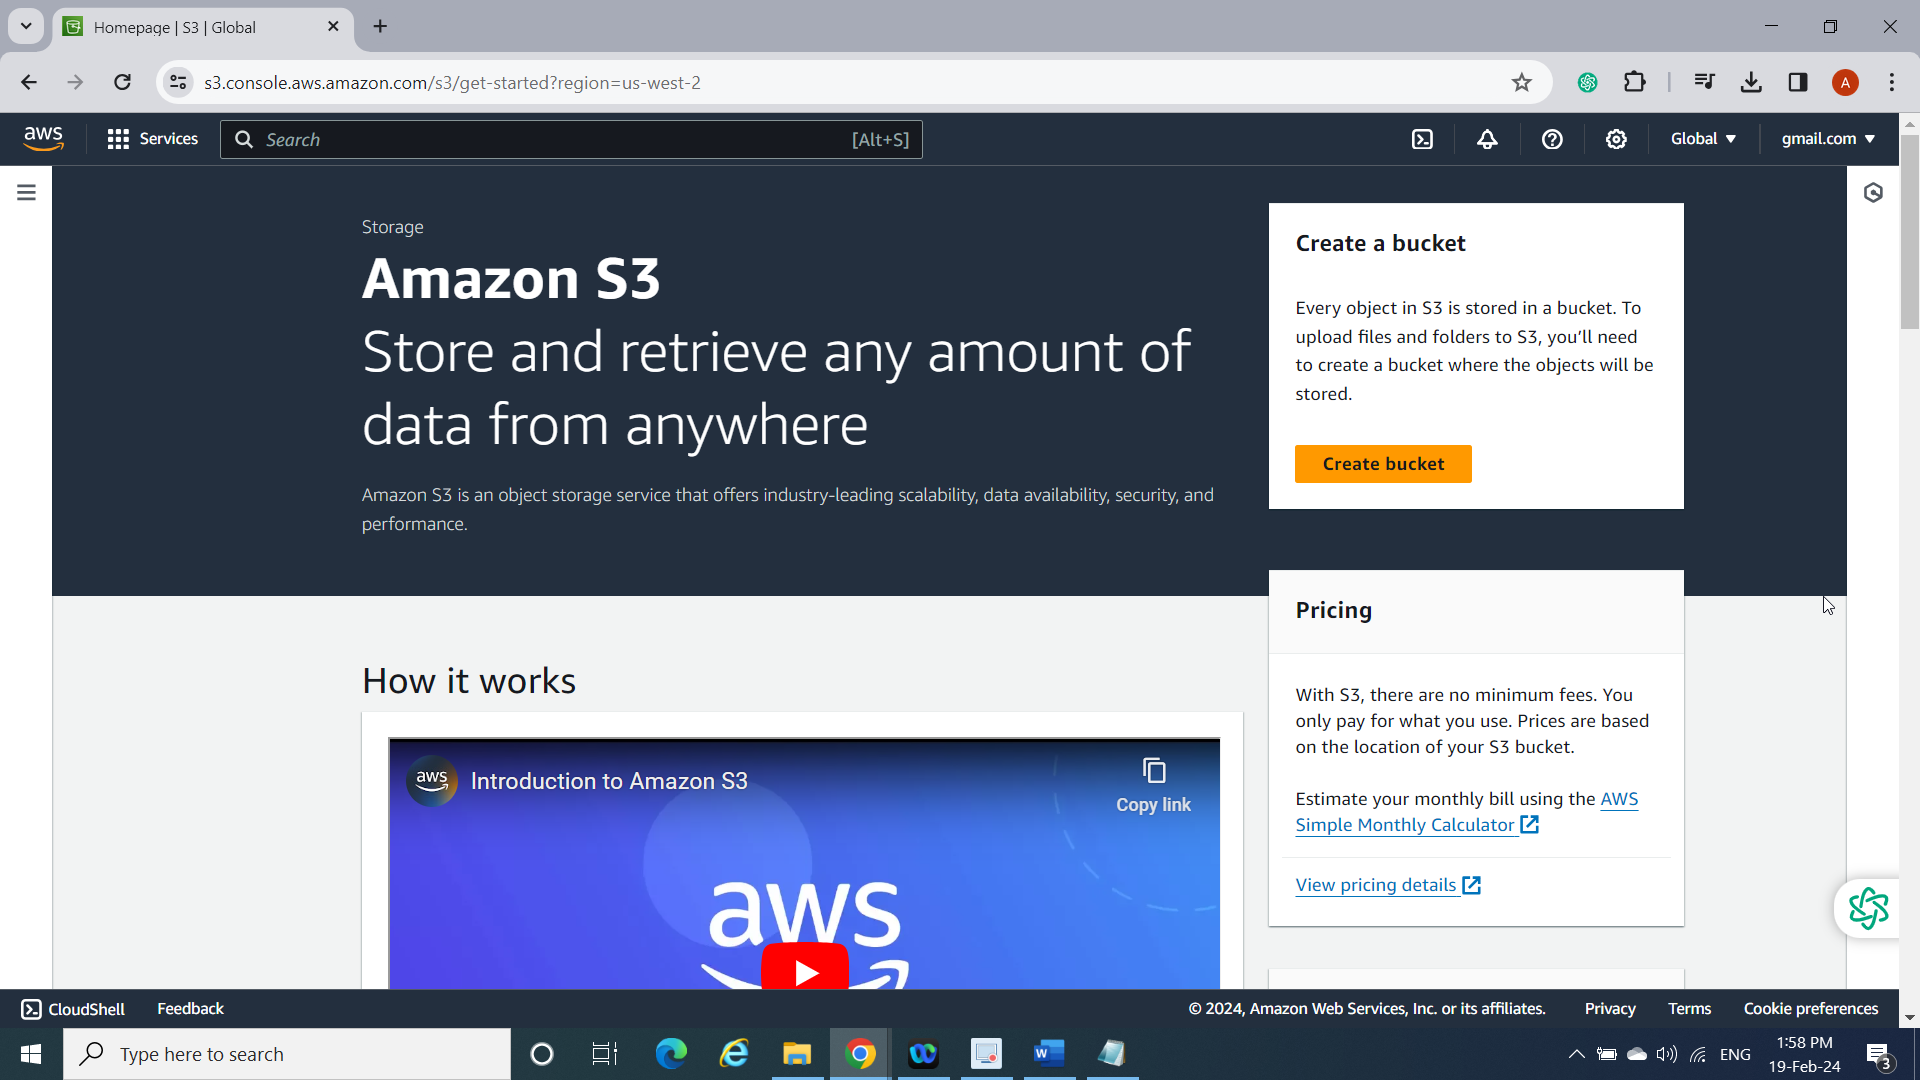 Homepage | S3 | Global
s3.console.aws.amazon.com/s3/get-started?region=us-west-2
A
aws
Services
Search
[Alt+S]
Global
gmail.com
Storage
Amazon S3
Store and retrieve any amount of
data from anywhere
Amazon S3 is an object storage service that offers industry-leading scalability, data availability, security, and
performance.
Create a bucket
Every object in S3 is stored in a bucket. To
upload files and folders to S3, you'll need
to create a bucket where the objects will be
stored.
Create bucket
Pricing
With S3, there are no minimum fees. You
only pay for what you use. Prices are based
on the location of your S3 bucket.
Estimate your monthly bill using the AWS
Simple Monthly Calculator
View pricing details
How it works
aws
Introduction to Amazon S3
Copy link
aws
CloudShell
Feedback
© 2024, Amazon Web Services, Inc. or its affiliates.
Privacy
Terms
Cookie preferences
Type here to search
W
ENG
1:58 PM
19-Feb-24
3